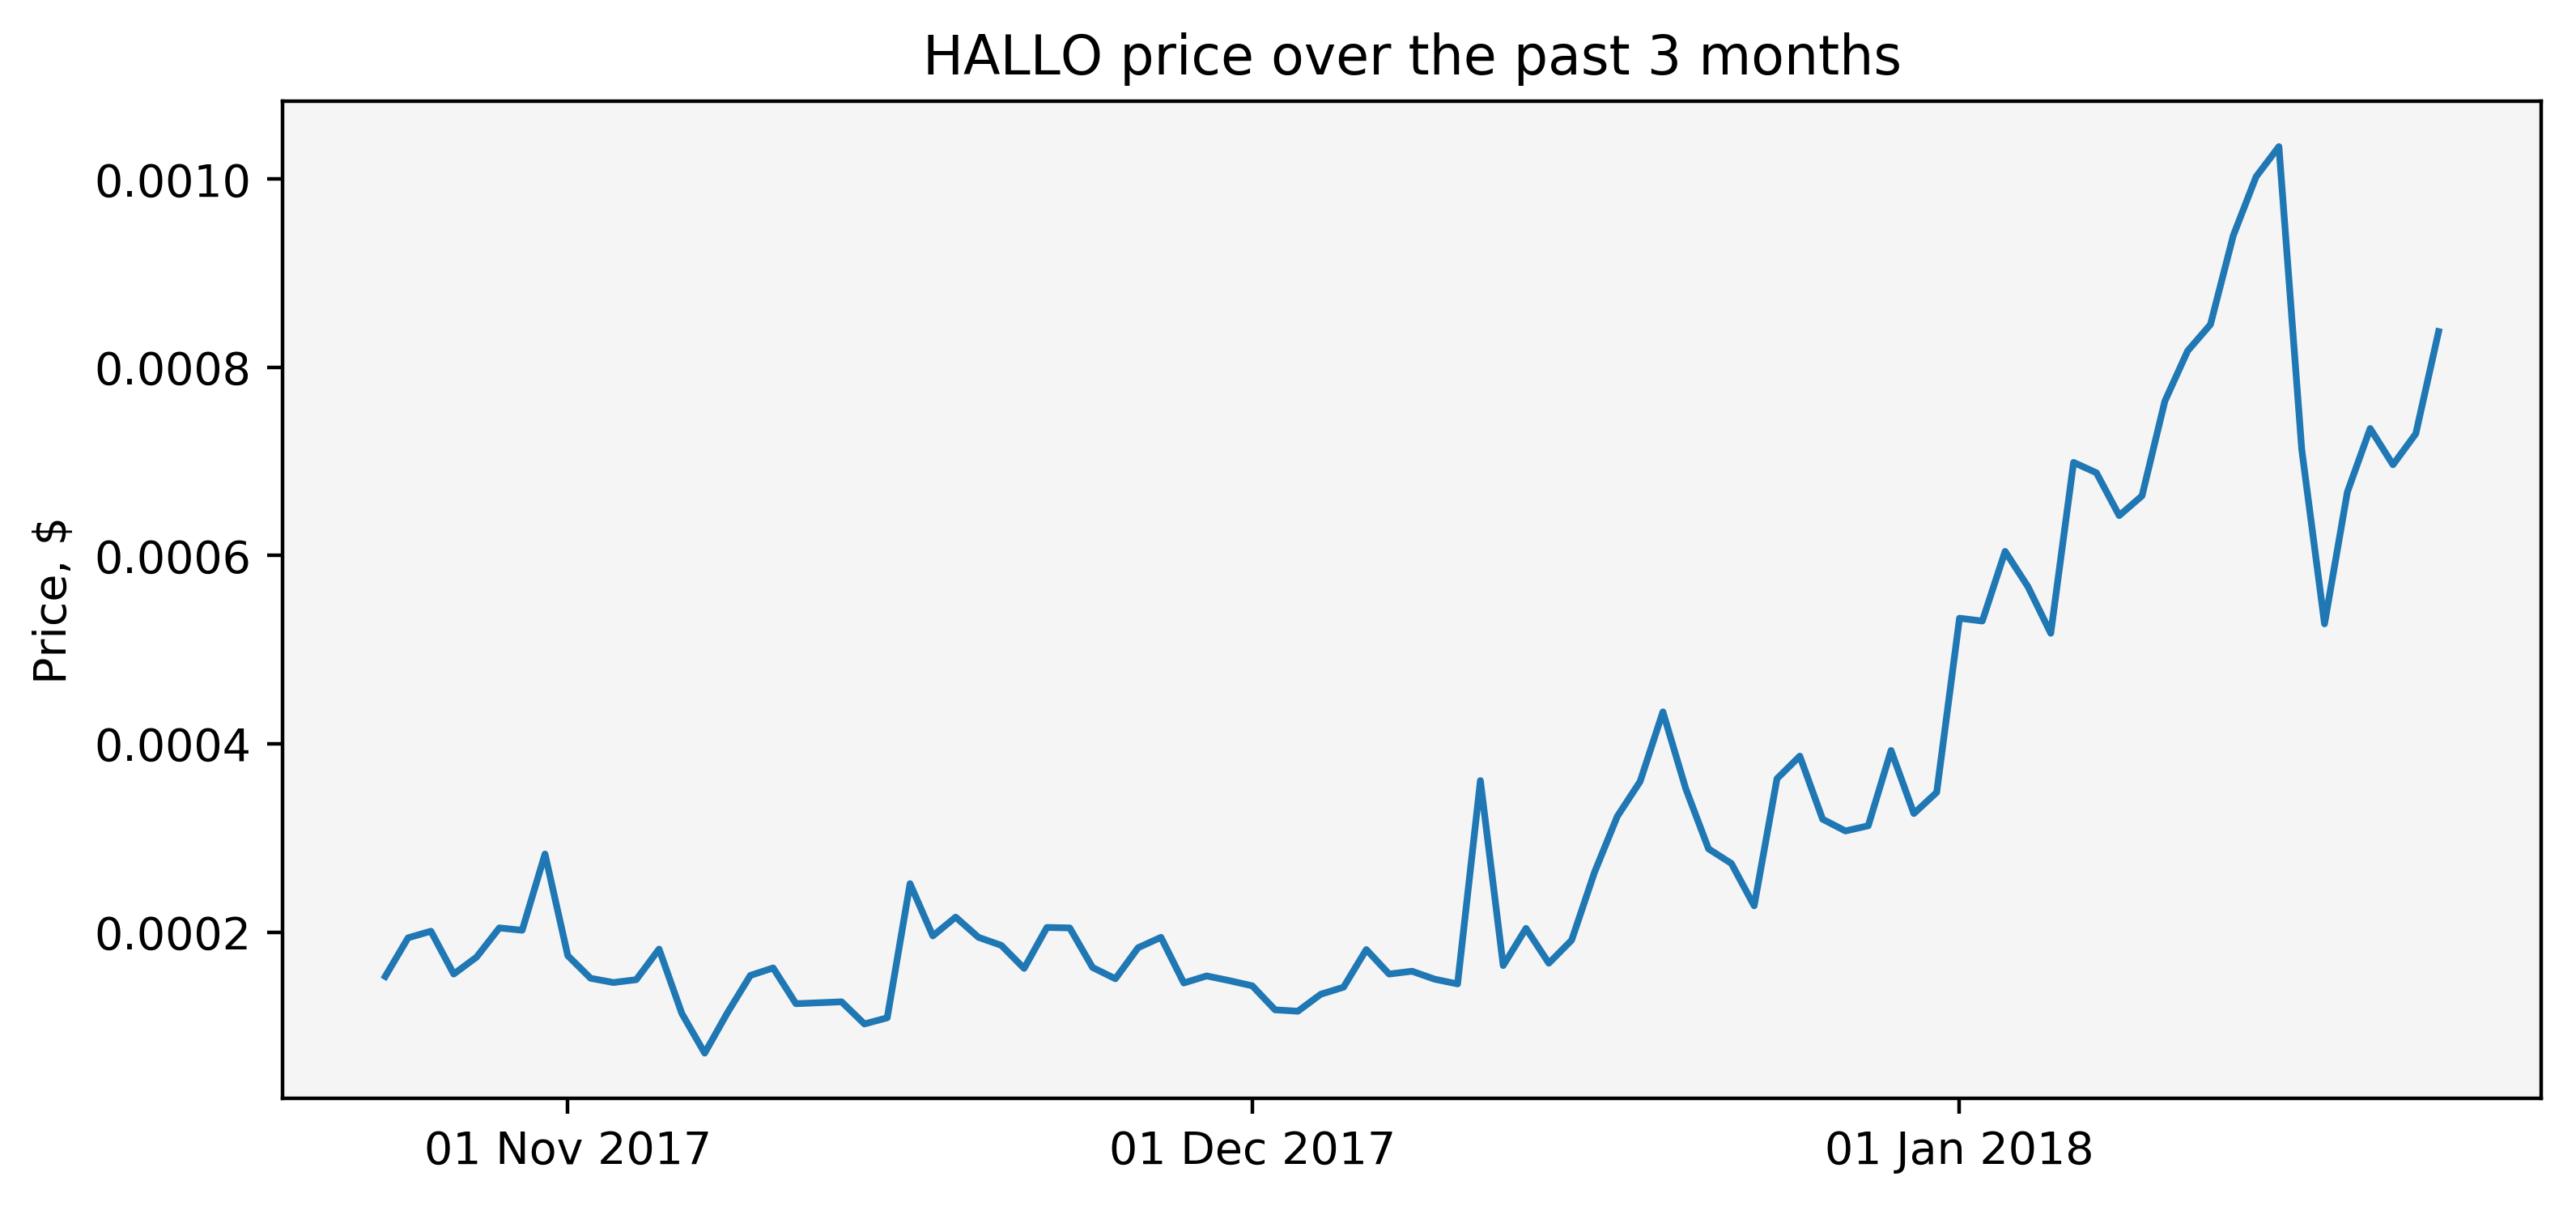 HALLO price over the past 3 months
Price, $
0.0010
0.0008
0.0006
0.0004
0.0002
01 Nov 2017
01 Dec 2017
01 Jan 2018